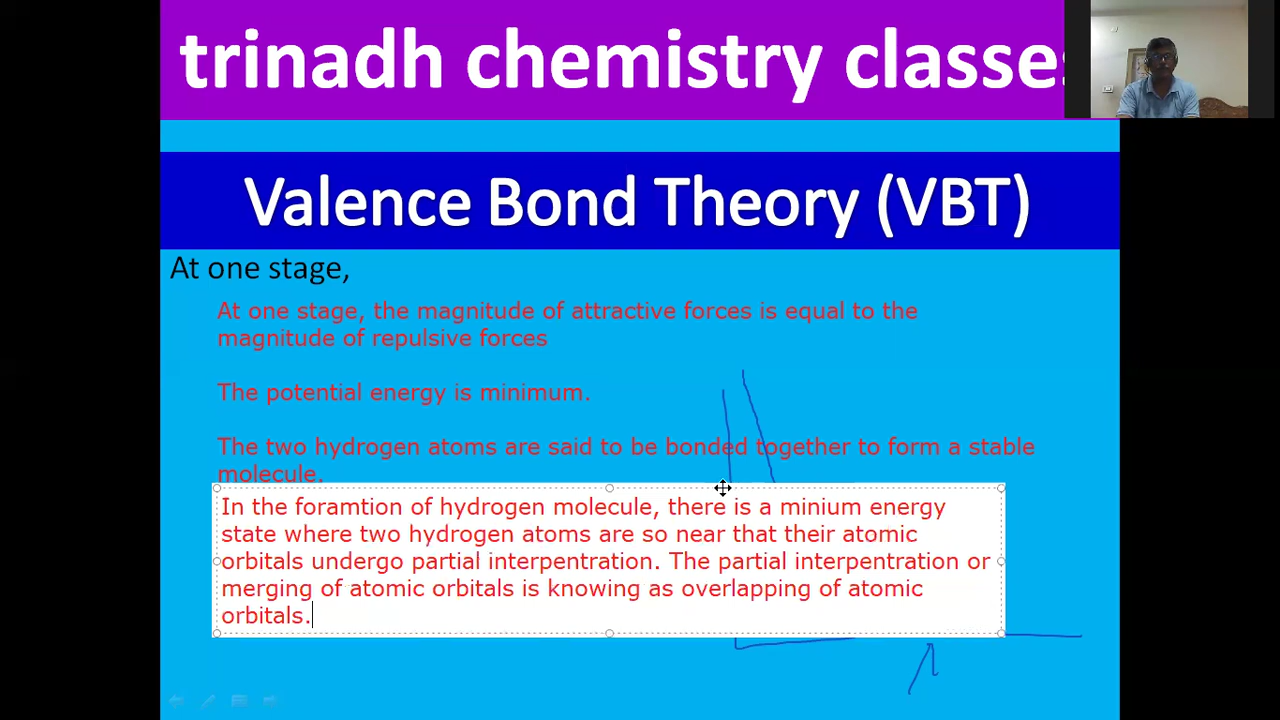 trinadh chemistry classes
Valence Bond Theory (VBT)
At one stage,
At one stage, the magnitude of attractive forces is equal to the
magnitude of repulsive forces
The potential energy is minimum.
The two hydrogen atoms are said to be bonded together to form a stable
molecule.
In the foramtion of hydrogen molecule, there is a minium energy
state where two hydrogen atoms are so near that their atomic
orbitals undergo partial interpentration. The partial interpentration or
merging of atomic orbitals is knowing as overlapping of atomic
orbitals.